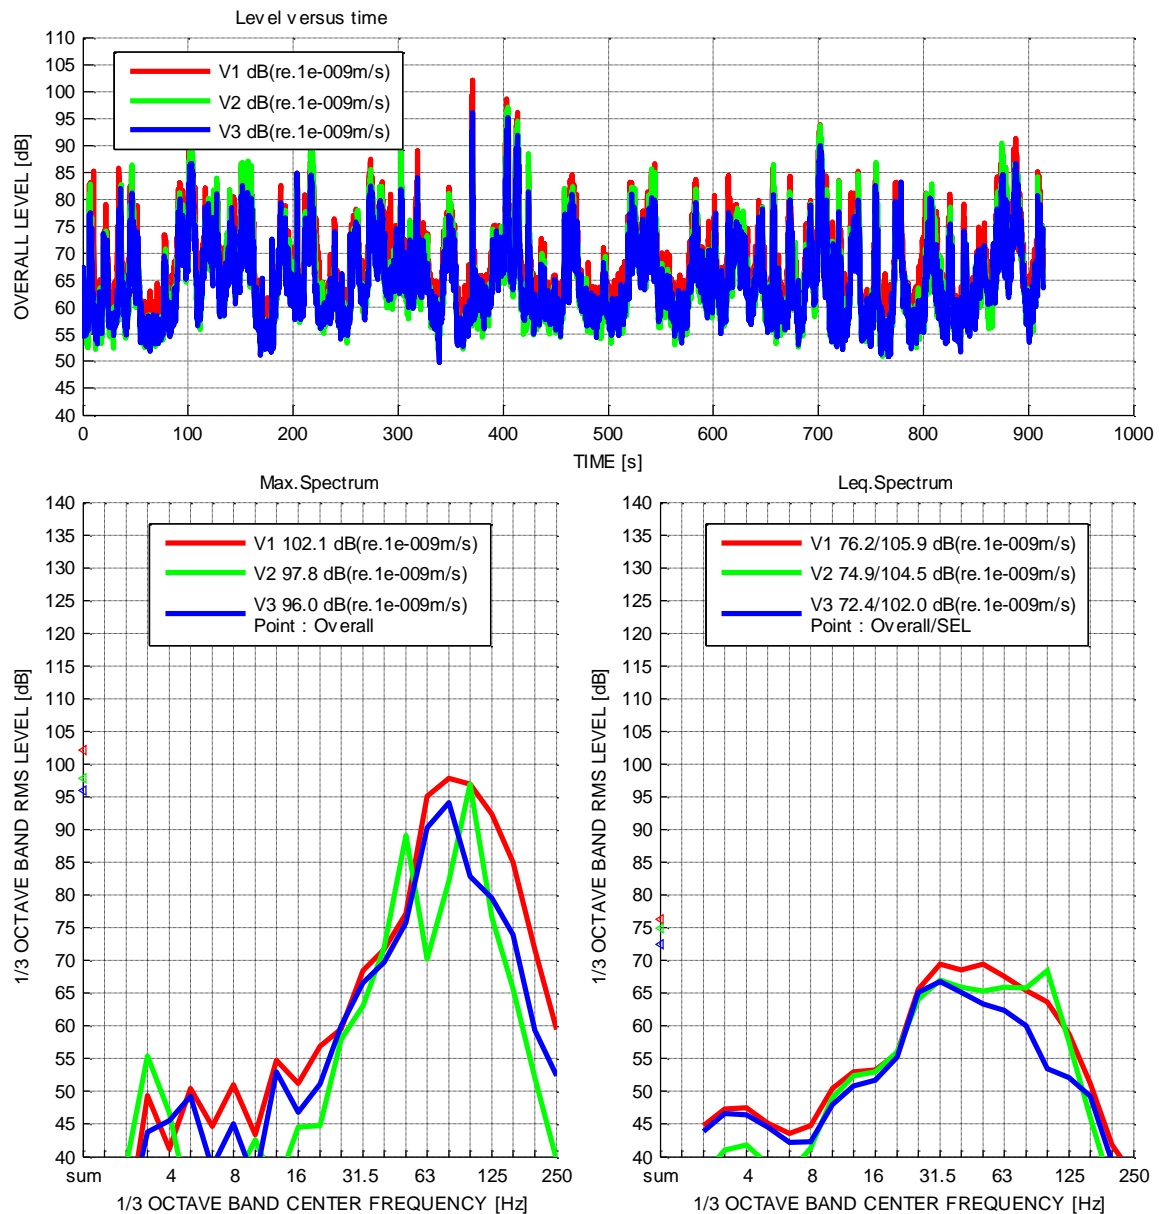 Level versus time
OVERALL LEVEL [dB]
110
105
100
95
90
85
80
75
70
65
60
55
50
45
40
V1 dB(re.1e-009m/s)
V2 dB(re.1e-009m/s)
V3 dB(re.1e-009m/s)
0 100 200 300 400 500 600 700 800 900 1000
TIME [s]
Max.Spectrum
1/3 OCTAVE BAND RMS LEVEL [dB]
140
135
130
125
120
115
110
105
100
95
90
85
80
75
70
65
60
55
50
45
40
V1 102.1 dB(re.1e-009m/s)
V2 97.8 dB(re.1e-009m/s)
V3 96.0 dB(re.1e-009m/s)
Point : Overall
sum 4 8 16 31.5 63 125 250
1/3 OCTAVE BAND CENTER FREQUENCY [Hz]
Leq.Spectrum
1/3 OCTAVE BAND RMS LEVEL [dB]
140
135
130
125
120
115
110
105
100
95
90
85
80
75
70
65
60
55
50
45
40
V1 76.2/105.9 dB(re.1e-009m/s)
V2 74.9/104.5 dB(re.1e-009m/s)
V3 72.4/102.0 dB(re.1e-009m/s)
Point : Overall/SEL
sum 4 8 16 31.5 63 125 250
1/3 OCTAVE BAND CENTER FREQUENCY [Hz]